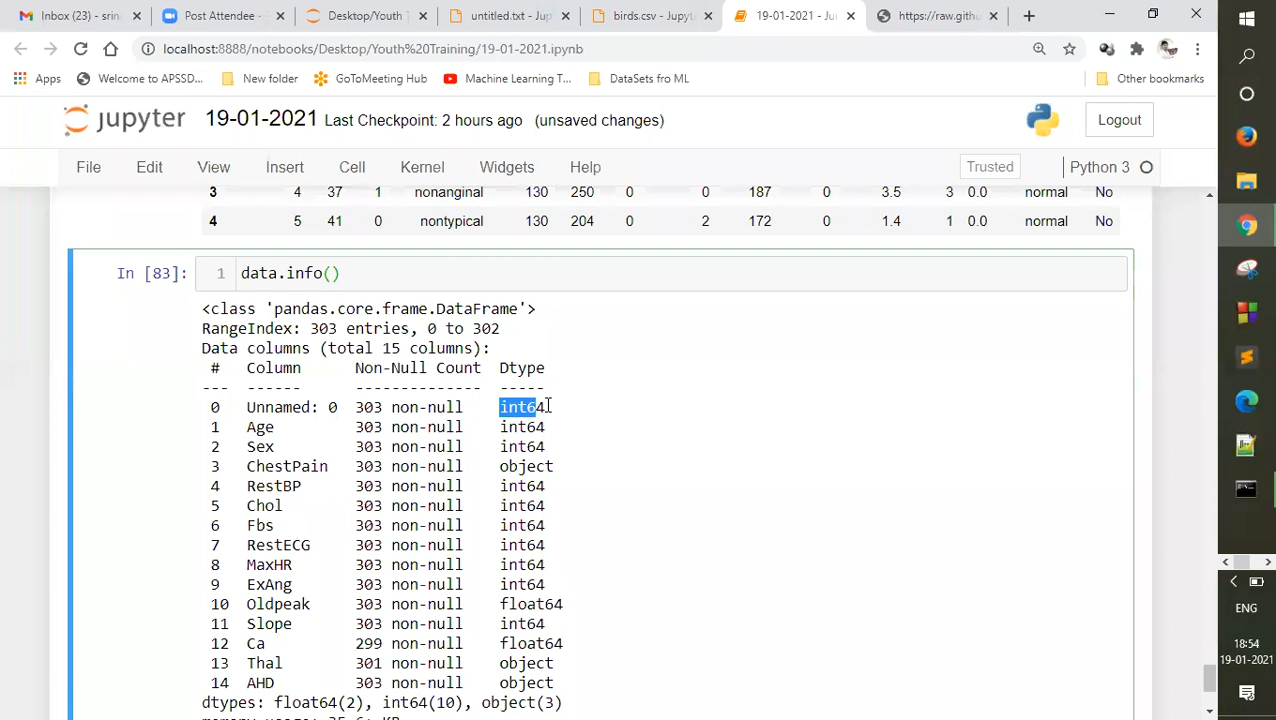 Inbox (23) - srin
Post Attendee -
Desktop/Youth
untitled.txt - Jup
birds.csv - Jupyte
19-01-2021 - Ju
https://raw.gith
localhost:8888/notebooks/Desktop/Youth%20Training/19-01-2021.ipynb
Apps
Welcome to APSSD...
New folder
GoToMeeting Hub
Machine Learning T...
DataSets fro ML
Other bookmarks
jupyter 19-01-2021 Last Checkpoint: 2 hours ago (unsaved changes)
Logout
File Edit View Insert Cell Kernel Widgets Help
Trusted
Python 3
3 4 37 1 nonanginal 130 250 0 0 187 0 3.5 3 0.0 normal No
4 5 41 0 nontypical 130 204 0 2 172 0 1.4 1 0.0 normal No
In [83]: 1 data.info()
<class 'pandas.core.frame.DataFrame'>
RangeIndex: 303 entries, 0 to 302
Data columns (total 15 columns):
# Column Non-Null Count Dtype
--- ------ -------------- -----
0 Unnamed: 0 303 non-null int64
1 Age 303 non-null int64
2 Sex 303 non-null int64
3 ChestPain 303 non-null object
4 RestBP 303 non-null int64
5 Chol 303 non-null int64
6 Fbs 303 non-null int64
7 RestECG 303 non-null int64
8 MaxHR 303 non-null int64
9 ExAng 303 non-null int64
10 Oldpeak 303 non-null float64
11 Slope 303 non-null int64
12 Ca 299 non-null float64
13 Thal 301 non-null object
14 AHD 303 non-null object
dtypes: float64(2), int64(10), object(3)
ENG
18:54
19-01-2021